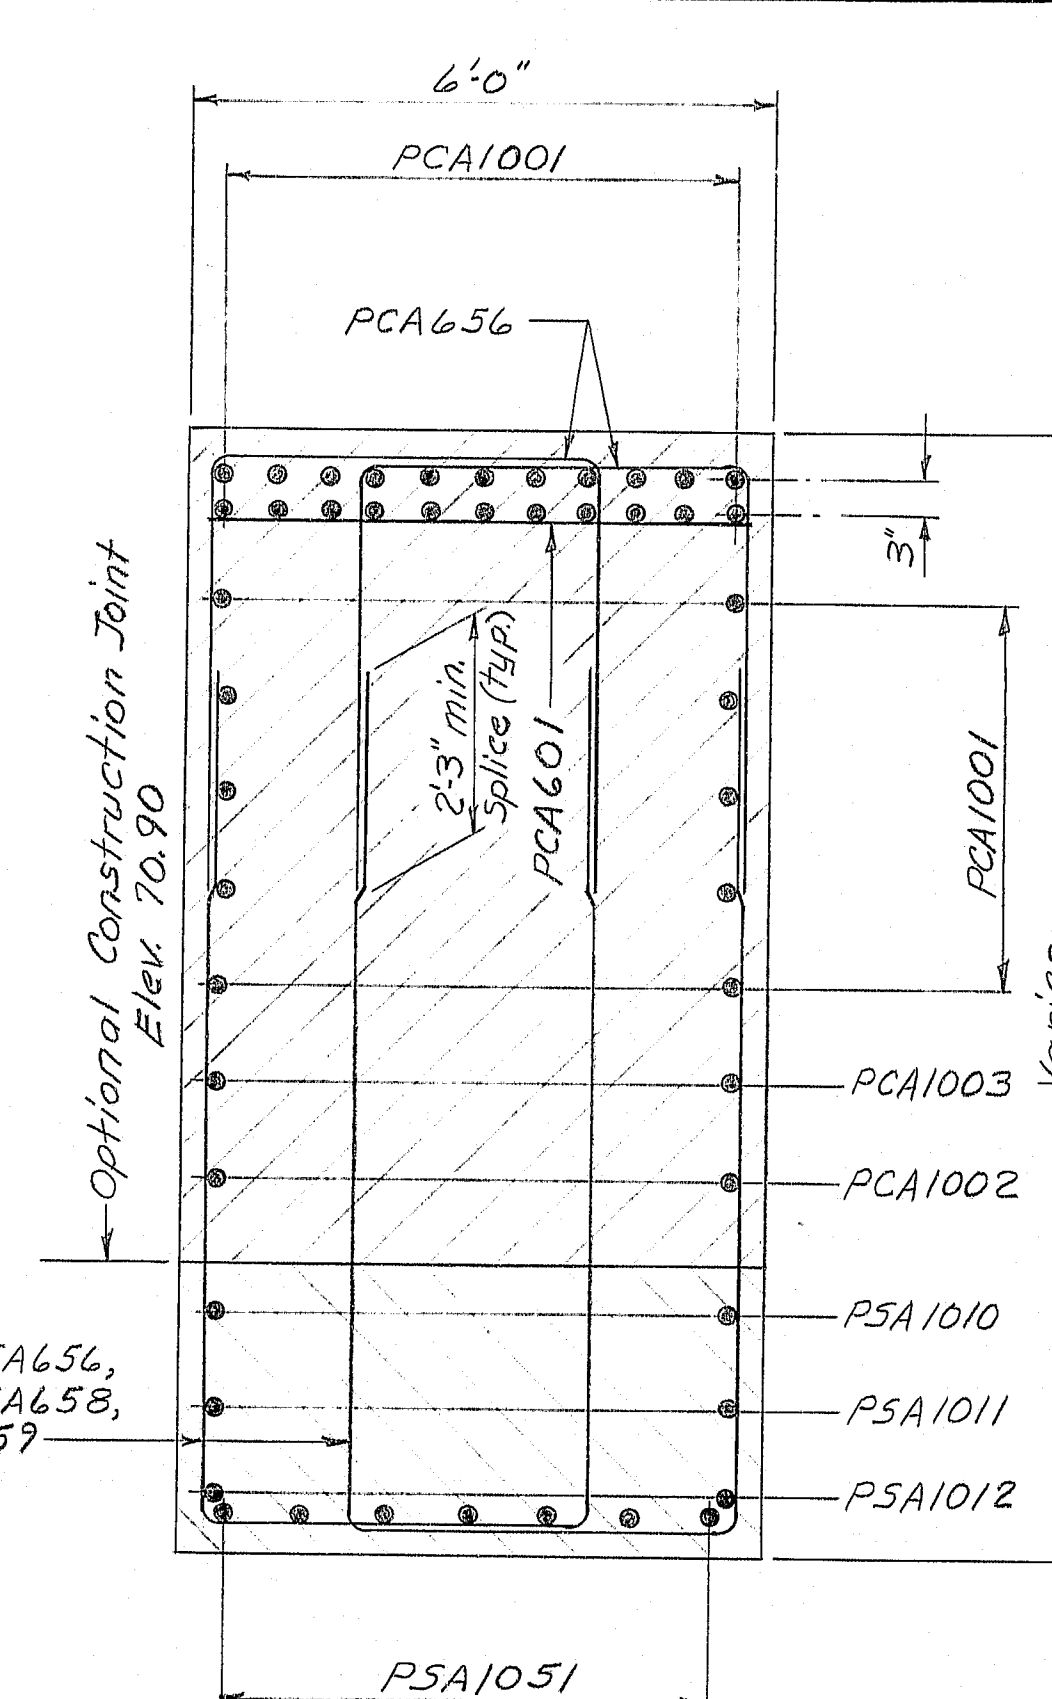 6'-0"
PCA1001
PCA656
3"
Optional Construction Joint
Elev. 70.90
2'-3" min.
Splice (typ.)
PCA601
PCA1001
PCA1003
PCA1002
PSA1010
A656,
A658,
59
PSA1011
PSA1012
PSA1051